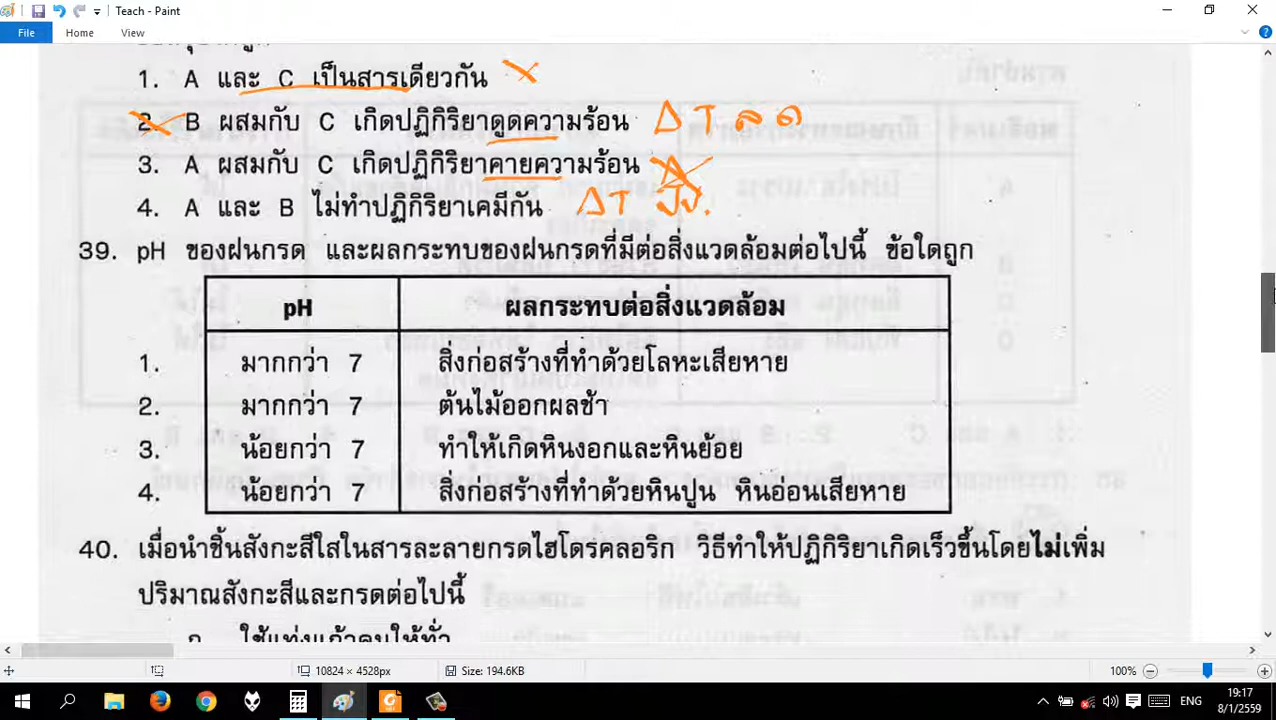 Teach - Paint
File Home View
1. A และ C เป็นสารเดียวกัน
2. B ผสมกับ C เกิดปฏิกิริยาดูดความร้อน ΔT ลด
3. A ผสมกับ C เกิดปฏิกิริยาคายความร้อน
4. A และ B ไม่ทำปฏิกิริยาเคมีกัน ΔT
39. pH ของฝนกรด และผลกระทบของฝนกรดที่มีต่อสิ่งแวดล้อมต่อไปนี้ ข้อใดถูก
pH ผลกระทบต่อสิ่งแวดล้อม
1. มากกว่า 7 สิ่งก่อสร้างที่ทำด้วยโลหะเสียหาย
2. มากกว่า 7 ต้นไม้ออกผลช้า
3. น้อยกว่า 7 ทำให้เกิดหินงอกและหินย้อย
4. น้อยกว่า 7 สิ่งก่อสร้างที่ทำด้วยหินปูน หินอ่อนเสียหาย
40. เมื่อนำชิ้นสังกะสีใส่ในสารละลายกรดไฮโดรคลอริก วิธีทำให้ปฏิกิริยาเกิดเร็วขึ้นโดยไม่เพิ่ม
ปริมาณสังกะสีและกรดต่อไปนี้
ก. ใช้แท่งแก้วคนให้ทั่ว
10824 × 4528px Size: 194.6KB 100%
ENG 19:17
8/1/2559